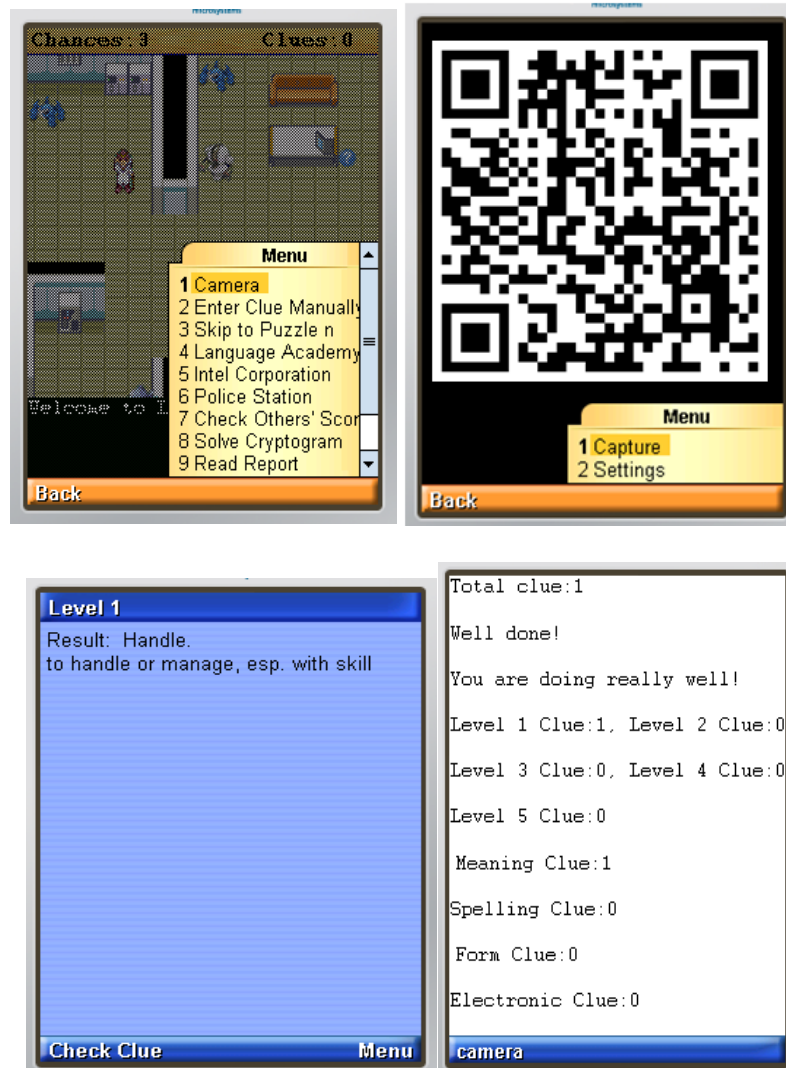 microsystems
microsystems
Chances:3 Clues:0
Menu
1 Camera
2 Enter Clue Manually
3 Skip to Puzzle n
4 Language Academy
5 Intel Corporation
6 Police Station
7 Check Others' Scor
8 Solve Cryptogram
9 Read Report
Welcome to
Back
Menu
1 Capture
2 Settings
Back
Level 1
Result: Handle.
to handle or manage, esp. with skill
Check Clue Menu
Total clue:1
Well done!
You are doing really well!
Level 1 Clue:1, Level 2 Clue:0
Level 3 Clue:0, Level 4 Clue:0
Level 5 Clue:0
Meaning Clue:1
Spelling Clue:0
Form Clue:0
Electronic Clue:0
camera